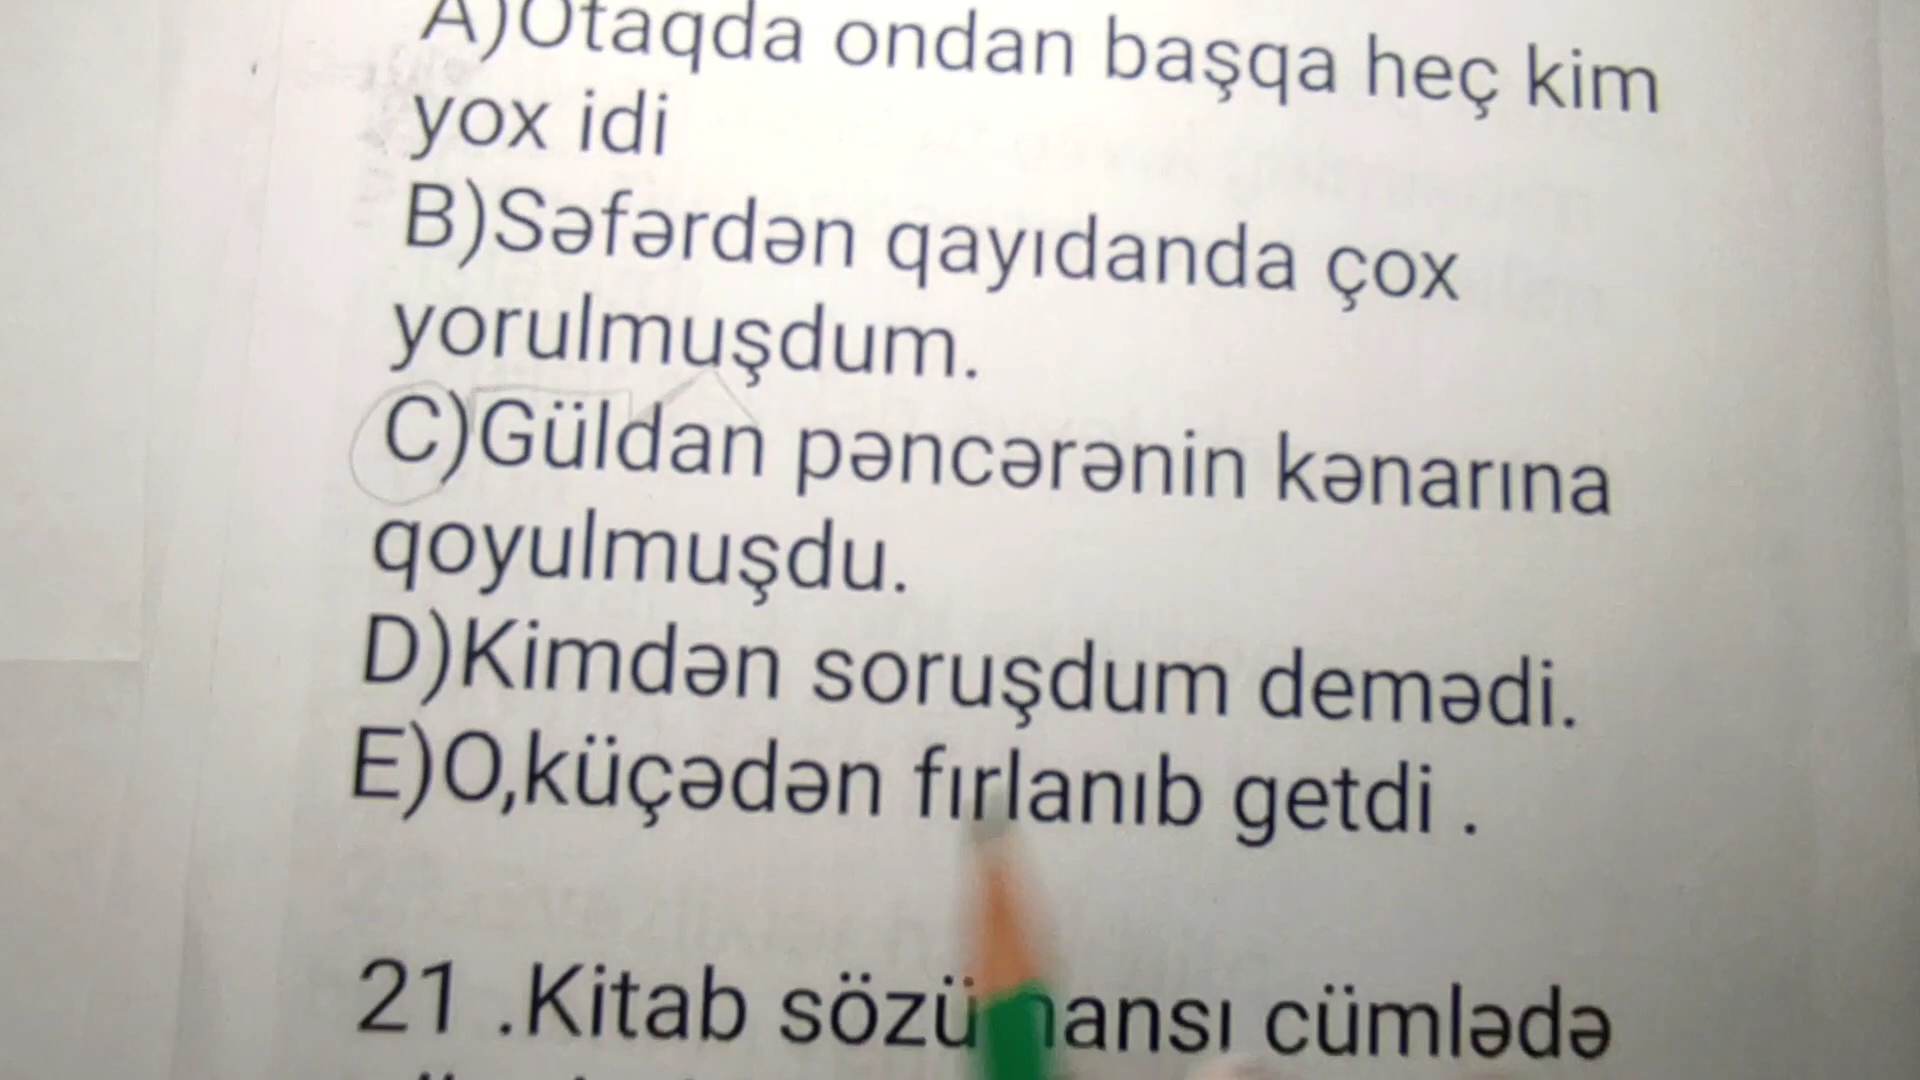 A)Otaqda ondan başqa heç kim
yox idi
B)Səfərdən qayıdanda çox
yorulmuşdum.
C)Güldan pəncərənin kənarına
qoyulmuşdu.
D)Kimdən soruşdum demədi.
E)O,küçədən fırlanıb getdi .
21 .Kitab sözü hansı cümlədə